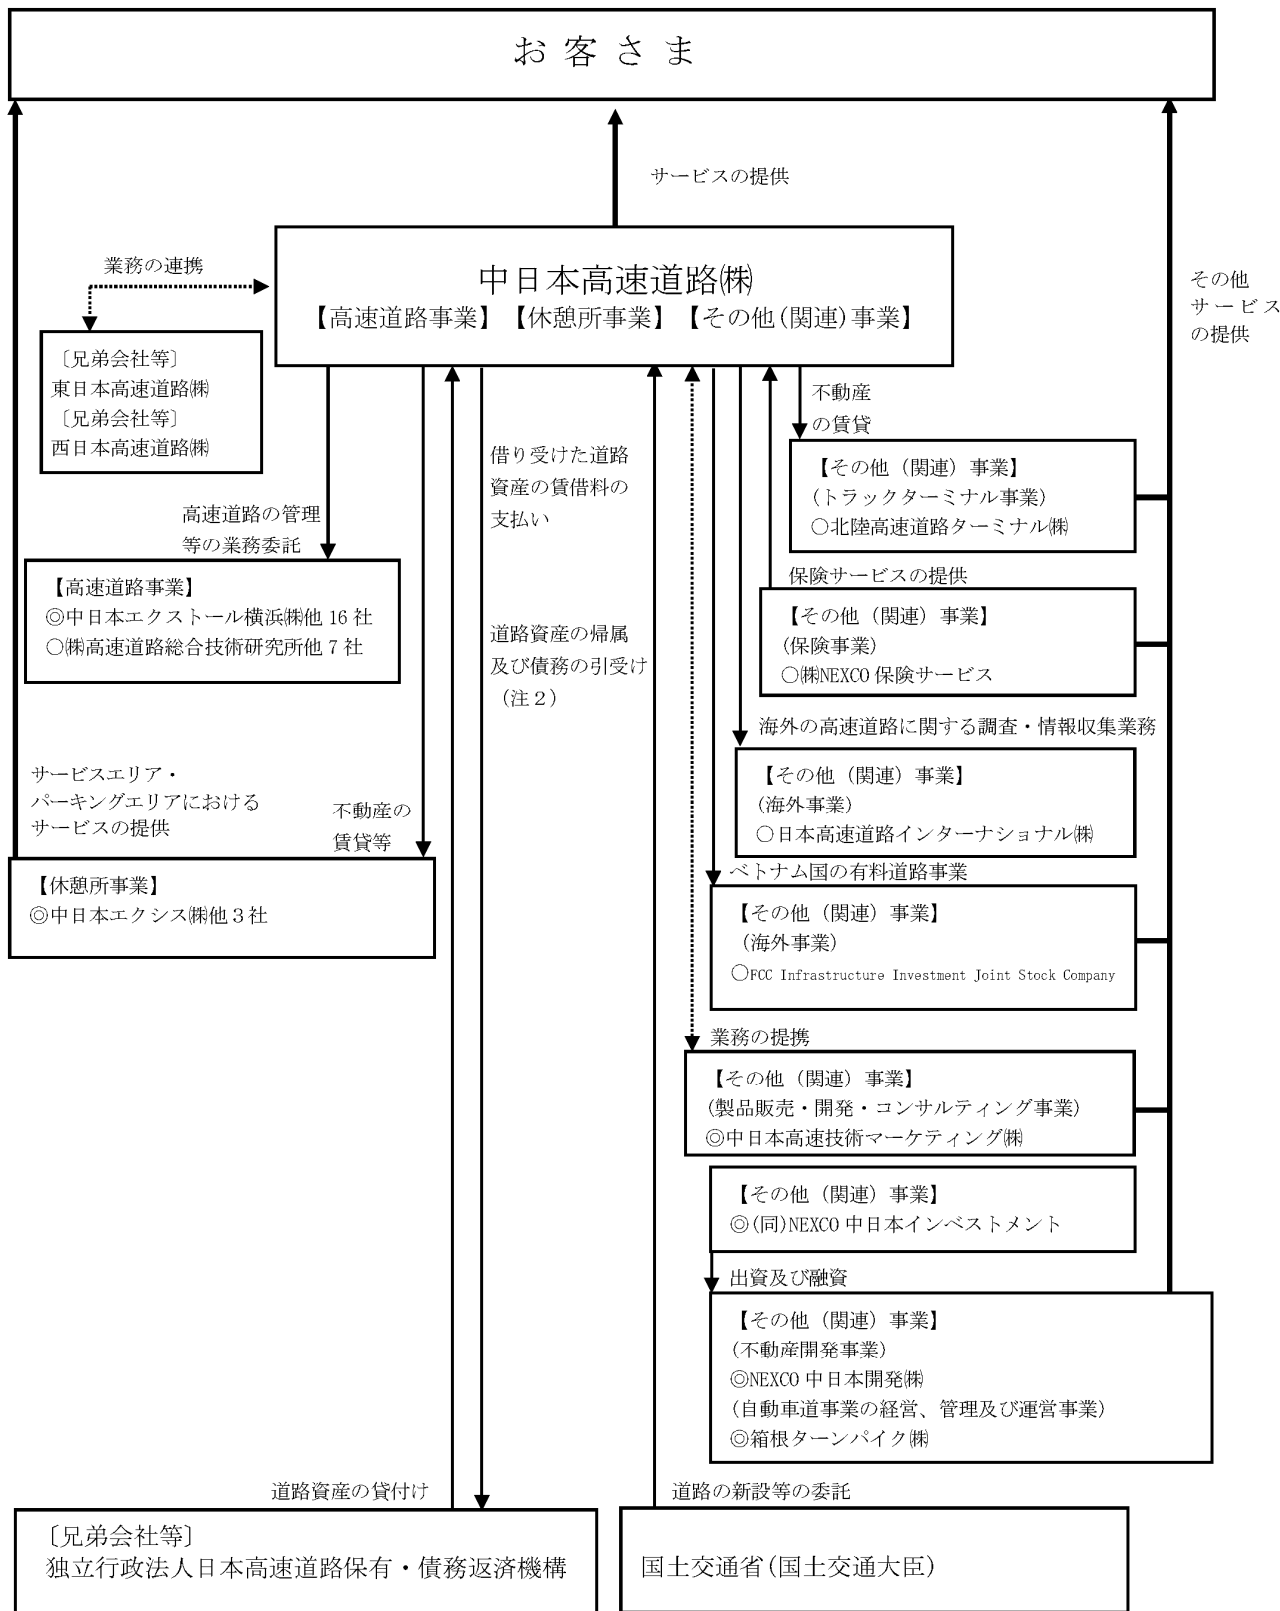 お客さま
サービスの提供
業務の連携
中日本高速道路㈱
【高速道路事業】【休憩所事業】【その他(関連)事業】
その他
サービス
の提供
〔兄弟会社等〕
東日本高速道路㈱
〔兄弟会社等〕
西日本高速道路㈱
不動産
の賃貸
借り受けた道路
資産の賃借料の
支払い
【その他（関連）事業】
(トラックターミナル事業)
○北陸高速道路ターミナル㈱
高速道路の管理
等の業務委託
【高速道路事業】
◎中日本エクストール横浜㈱他 16 社
○㈱高速道路総合技術研究所他 7 社
保険サービスの提供
【その他（関連）事業】
(保険事業)
○㈱NEXCO 保険サービス
道路資産の帰属
及び債務の引受け
（注２）
海外の高速道路に関する調査・情報収集業務
【その他（関連）事業】
(海外事業)
○日本高速道路インターナショナル㈱
サービスエリア・
パーキングエリアにおける
サービスの提供
不動産の
賃貸等
【休憩所事業】
◎中日本エクシス㈱他３社
ベトナム国の有料道路事業
【その他（関連）事業】
(海外事業)
○FCC Infrastructure Investment Joint Stock Company
業務の提携
【その他（関連）事業】
(製品販売・開発・コンサルティング事業)
◎中日本高速技術マーケティング㈱
【その他（関連）事業】
◎(同)NEXCO 中日本インベストメント
出資及び融資
【その他（関連）事業】
(不動産開発事業)
◎NEXCO 中日本開発㈱
(自動車道事業の経営、管理及び運営事業)
◎箱根ターンパイク㈱
道路資産の貸付け
道路の新設等の委託
〔兄弟会社等〕
独立行政法人日本高速道路保有・債務返済機構
国土交通省(国土交通大臣)